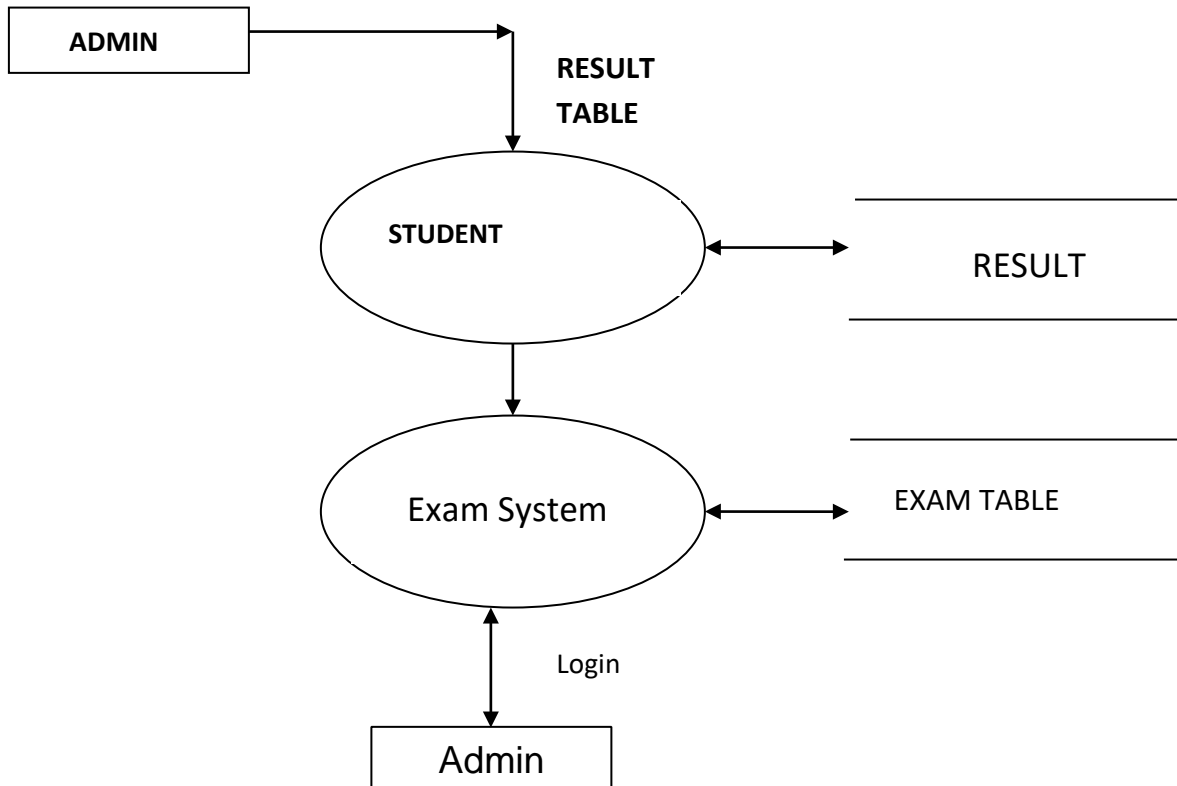 ADMIN
RESULT
TABLE
STUDENT
RESULT
Exam System
EXAM TABLE
Login
Admin